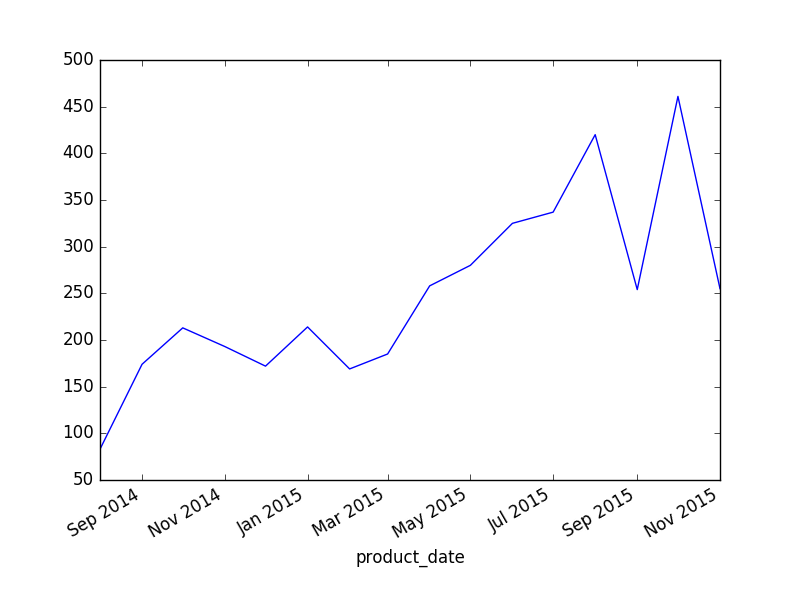 500
450
400
350
300
250
200
150
100
50
Sep 2014
Nov 2014
Jan 2015
Mar 2015
May 2015
Jul 2015
Sep 2015
Nov 2015
product_date